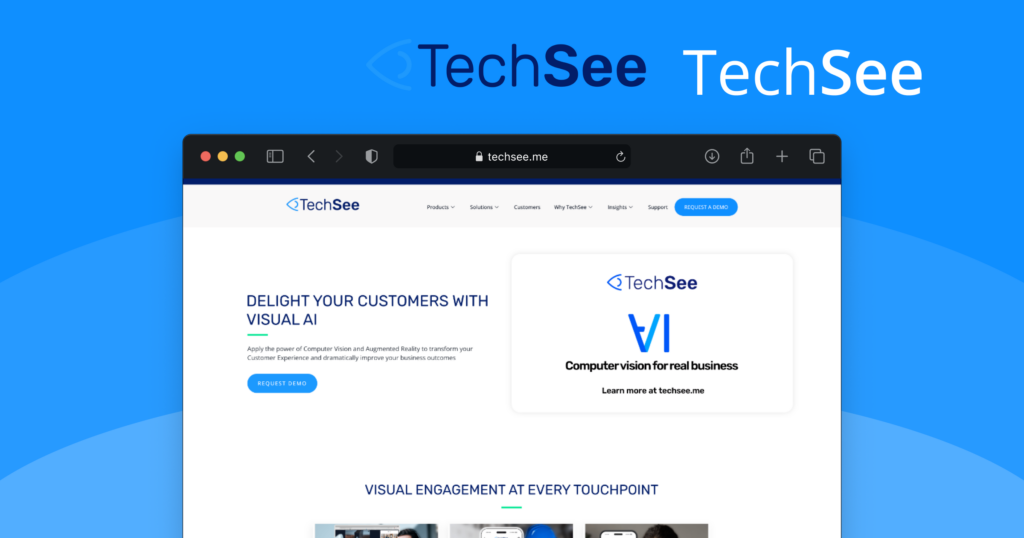 TechSee
TechSee
techsee.me
TechSee
Products
Solutions
Customers
Why TechSee
Insights
Support
REQUEST A DEMO
DELIGHT YOUR CUSTOMERS WITH
VISUAL AI
Apply the power of Computer Vision and Augmented Reality to transform your
Customer Experience and dramatically improve your business outcomes
REQUEST DEMO
TechSee
VI
Computer vision for real business
Learn more at techsee.me
VISUAL ENGAGEMENT AT EVERY TOUCHPOINT